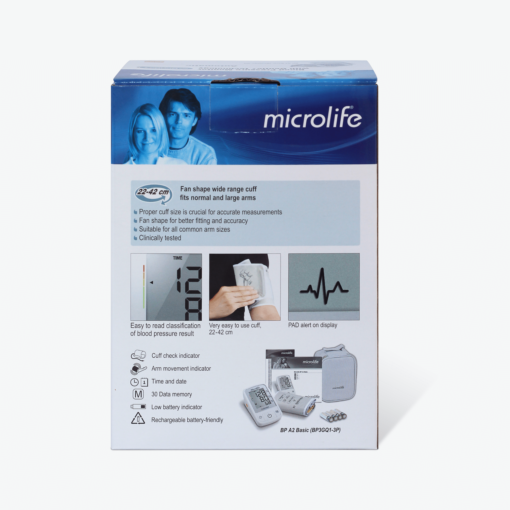 microlife
microlife®
22-42 cm
Fan shape wide range cuff
fits normal and large arms
Proper cuff size is crucial for accurate measurements
Fan shape for better fitting and accuracy
Suitable for all common arm sizes
Clinically tested
TIME
12
Easy to read classification
of blood pressure result
Very easy to use cuff,
22-42 cm
PAD alert on display
Cuff check indicator
Arm movement indicator
Time and date
M 30 Data memory
Low battery indicator
Rechargeable battery-friendly
microlife
BP A2 Basic (BP3GQ1-3P)